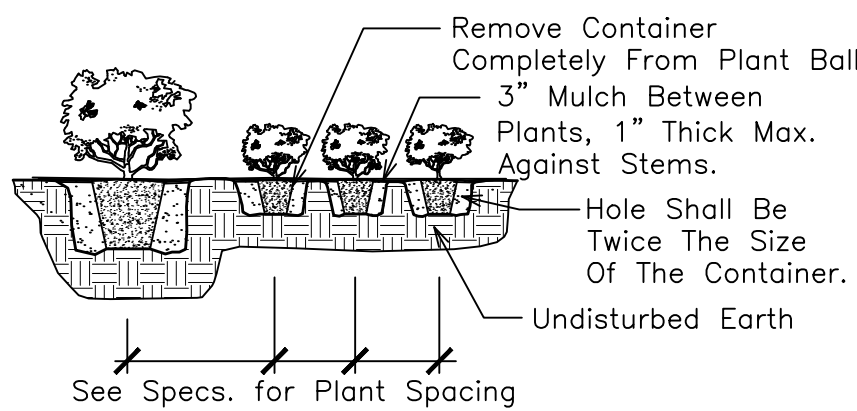 Remove Container
Completely From Plant Ball
3” Mulch Between
Plants, 1” Thick Max.
Against Stems.
Hole Shall Be
Twice The Size
Of The Container.
Undisturbed Earth
See Specs. for Plant Spacing